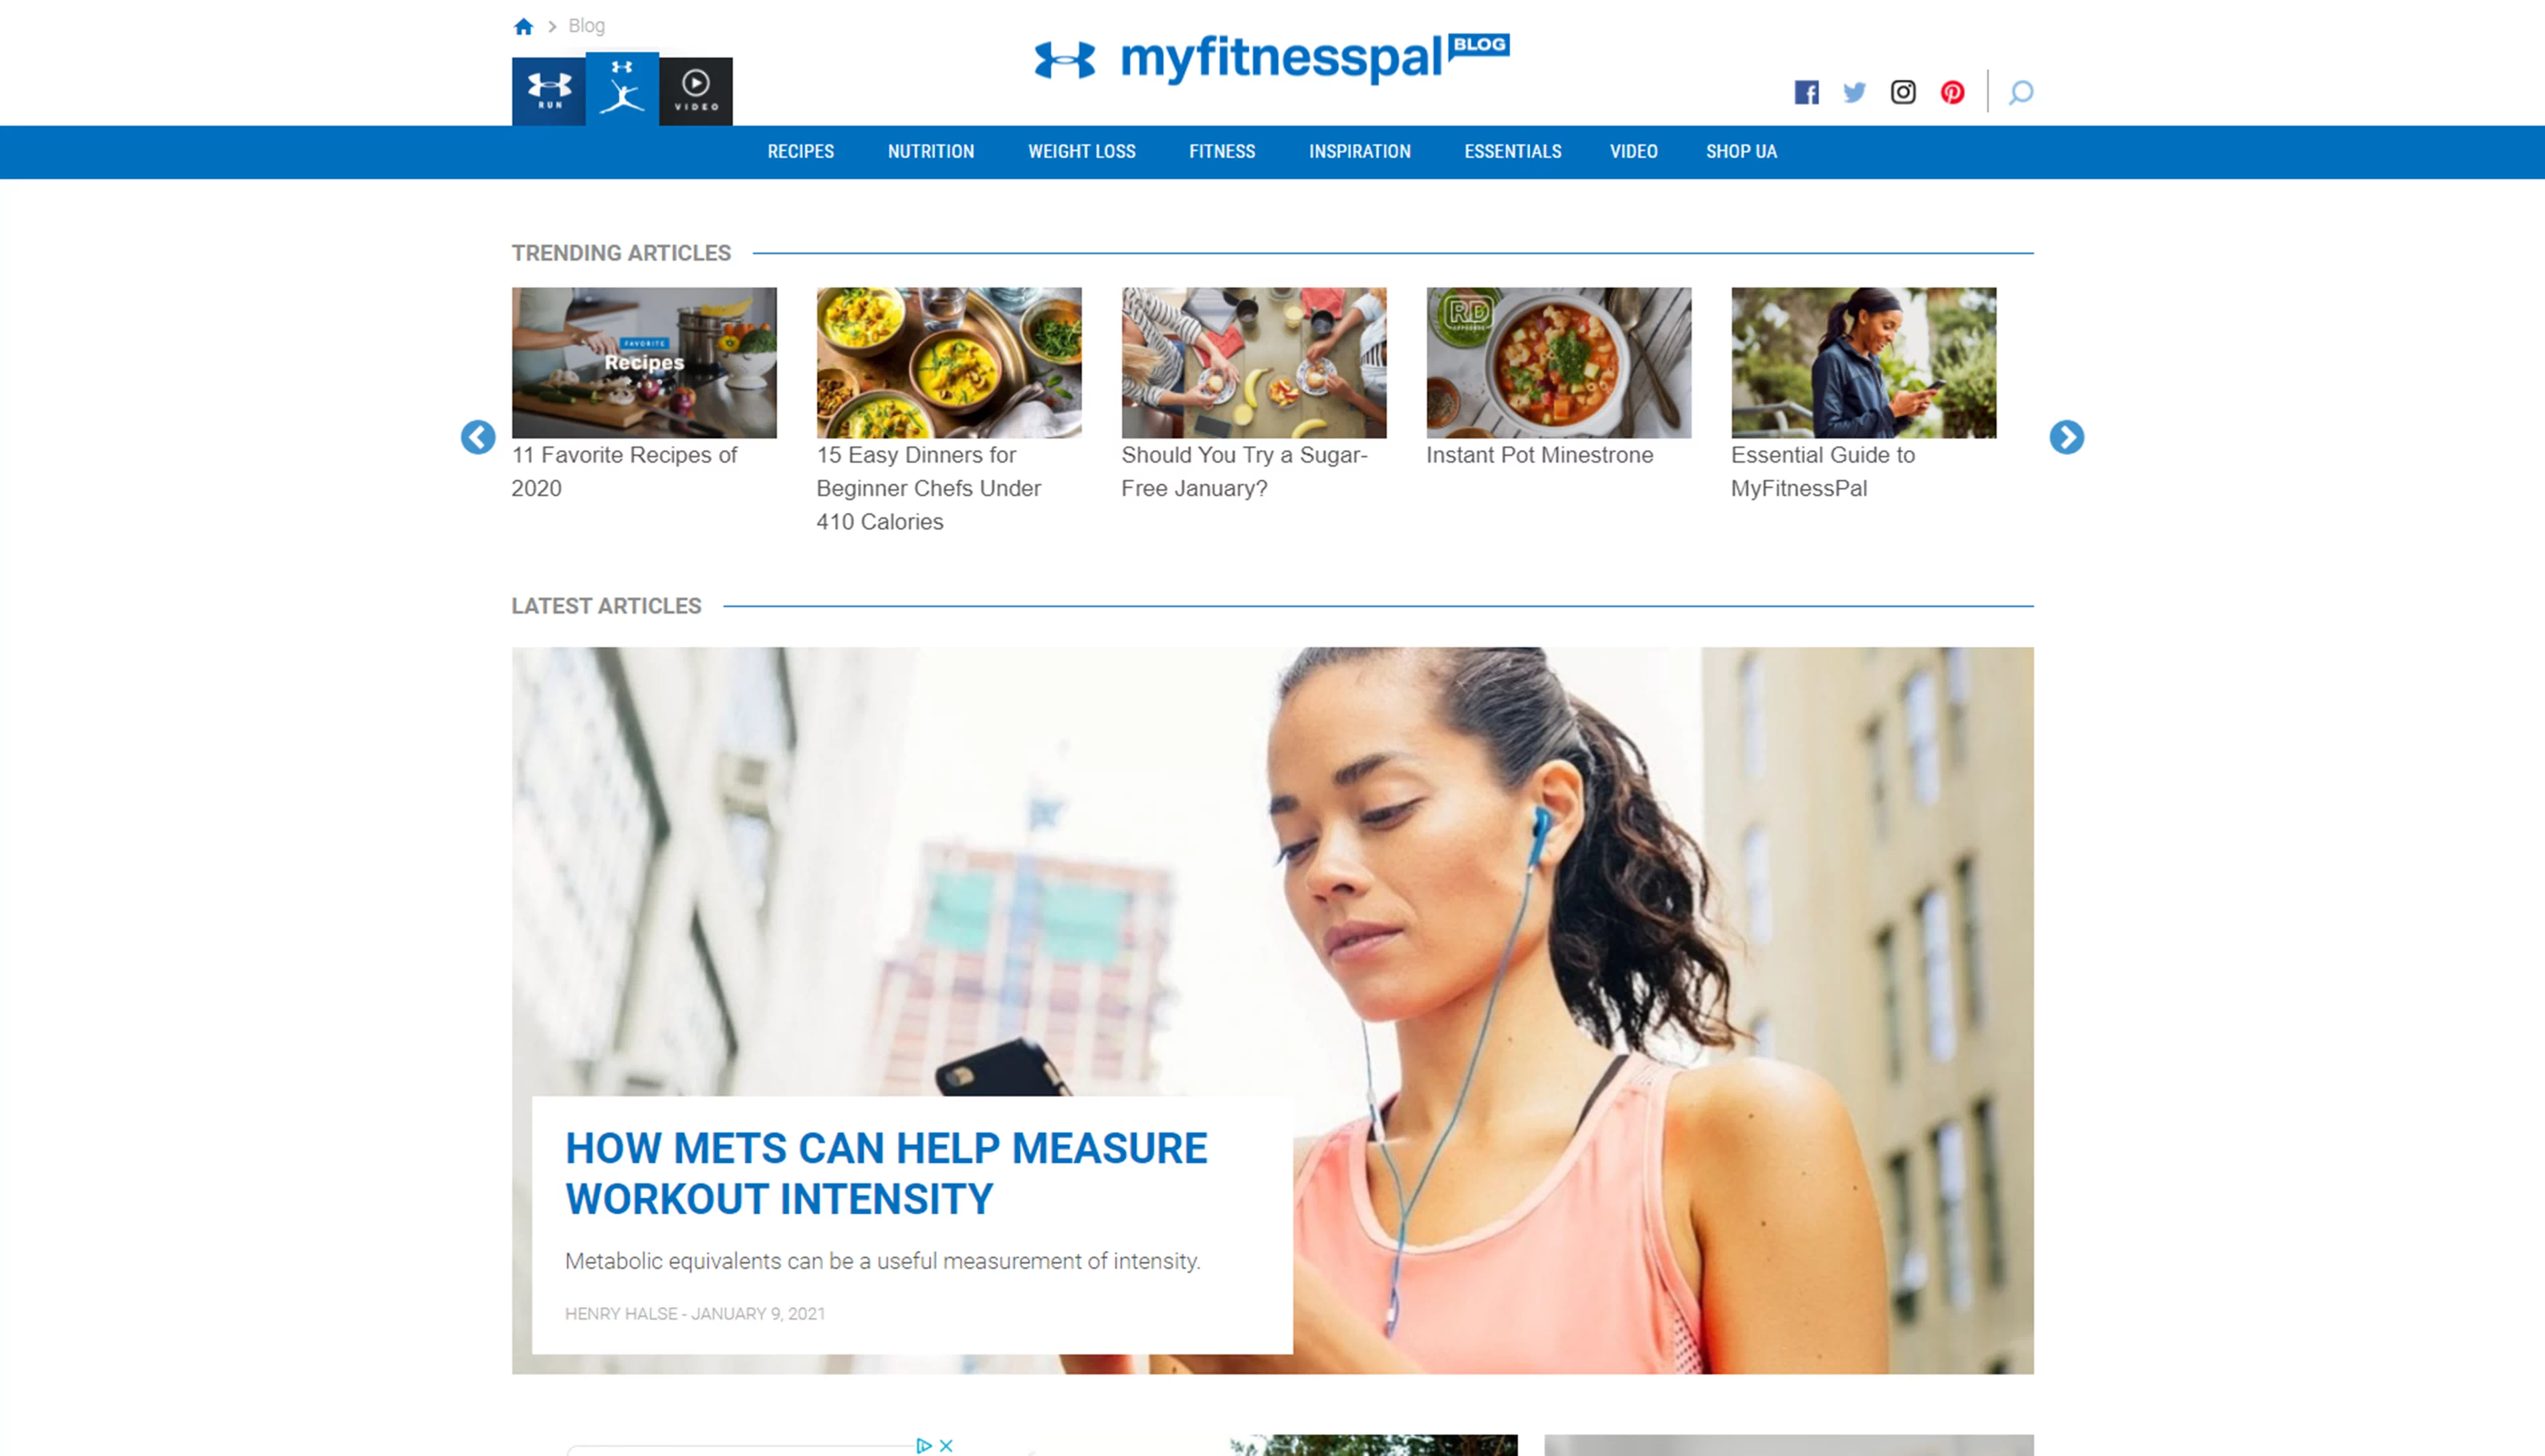 Blog
RUN
VIDEO
myfitnesspal BLOG
RECIPES NUTRITION WEIGHT LOSS FITNESS INSPIRATION ESSENTIALS VIDEO SHOP UA
TRENDING ARTICLES
FAVORITE
Recipes
RD
APPROVED
11 Favorite Recipes of
2020
15 Easy Dinners for
Beginner Chefs Under
410 Calories
Should You Try a Sugar-
Free January?
Instant Pot Minestrone
Essential Guide to
MyFitnessPal
LATEST ARTICLES
HOW METS CAN HELP MEASURE
WORKOUT INTENSITY
Metabolic equivalents can be a useful measurement of intensity.
HENRY HALSE - JANUARY 9, 2021